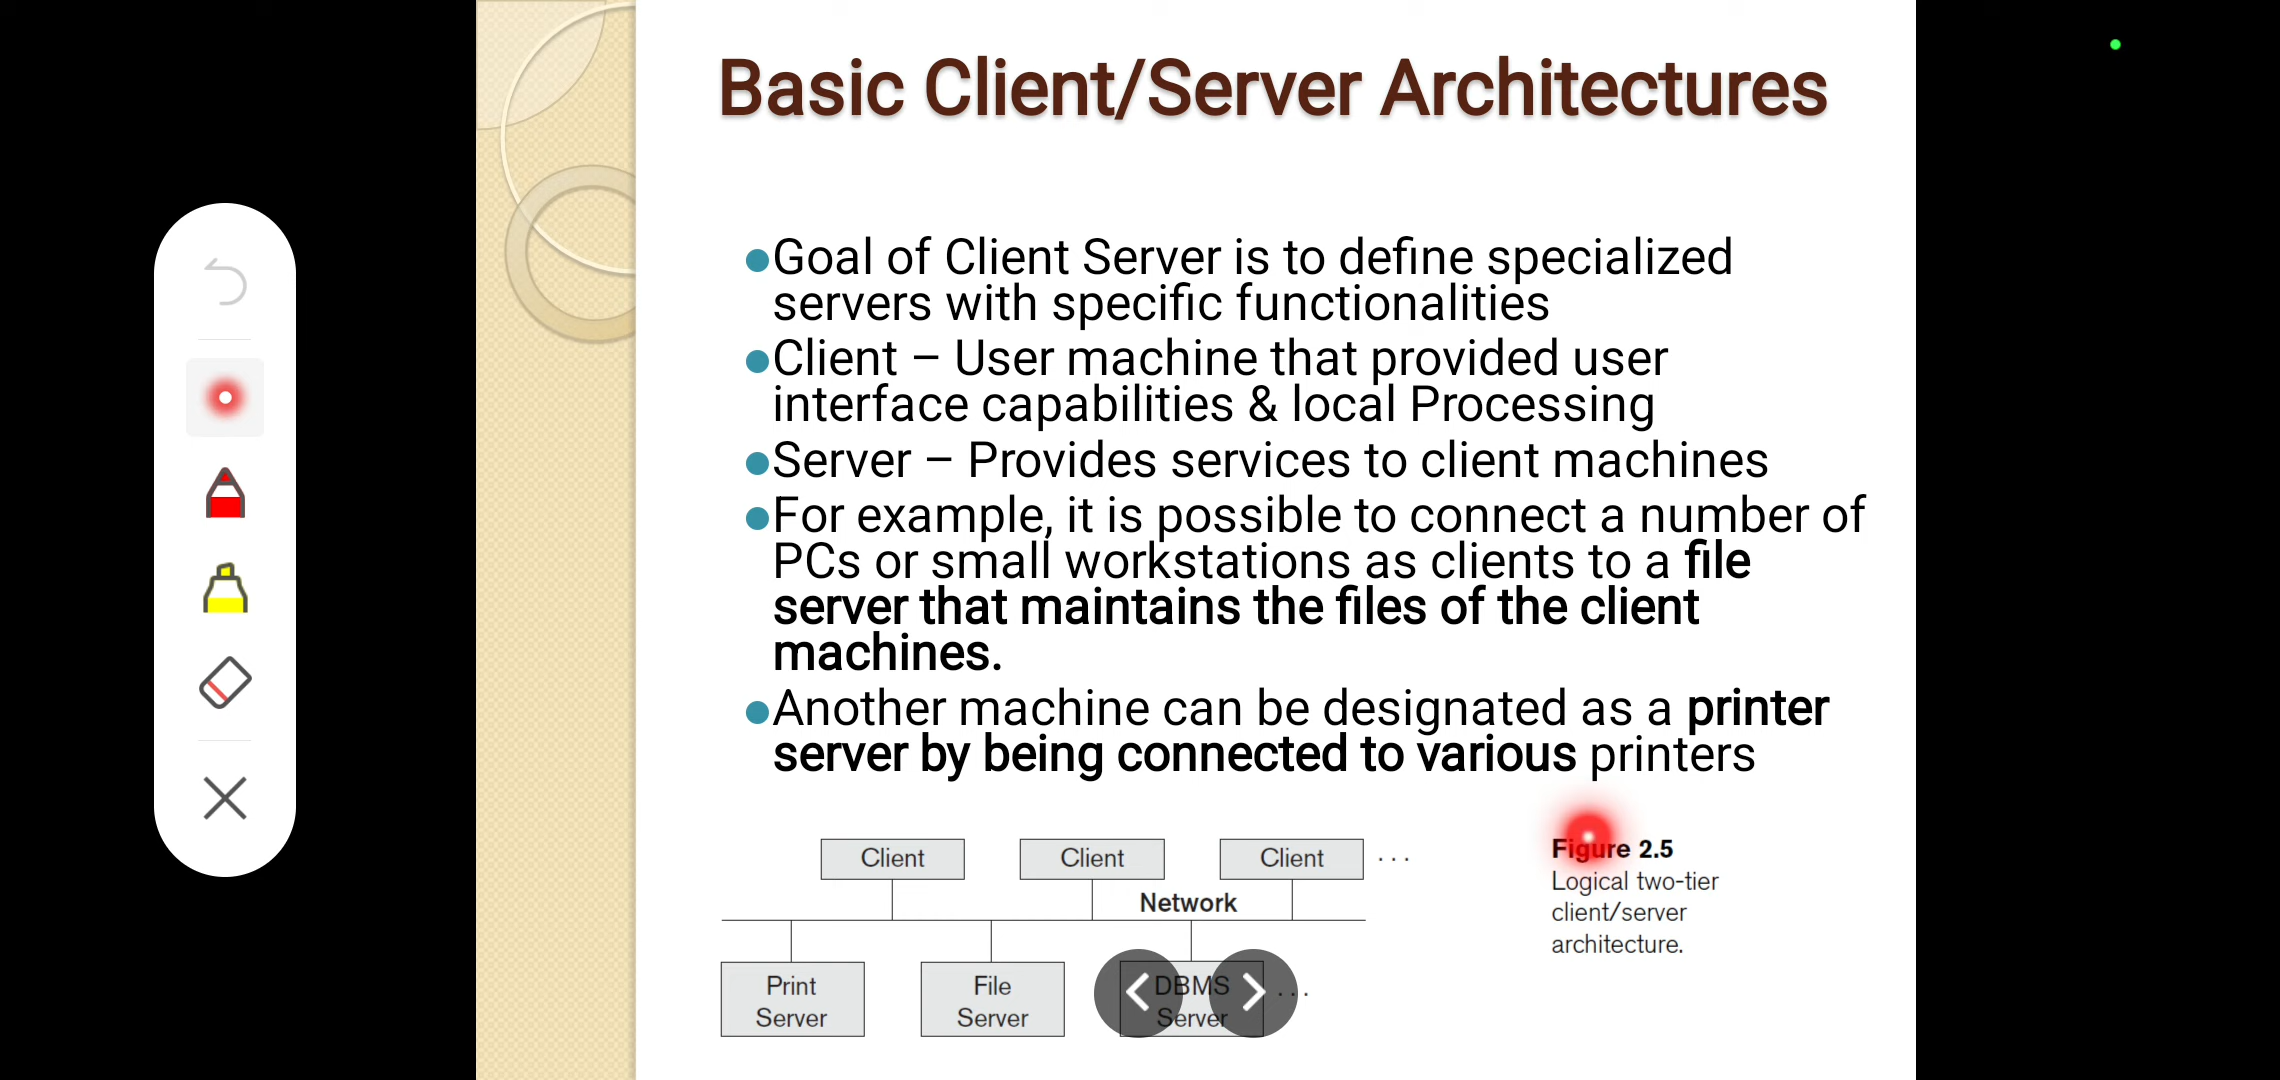 Basic Client/Server Architectures
Goal of Client Server is to define specialized
servers with specific functionalities
Client – User machine that provided user
interface capabilities & local Processing
Server – Provides services to client machines
For example, it is possible to connect a number of
PCs or small workstations as clients to a file
server that maintains the files of the client
machines.
Another machine can be designated as a printer
server by being connected to various printers
Client Client Client ...
Network
Print Server
File Server
DBMS Server ...
Figure 2.5
Logical two-tier
client/server
architecture.